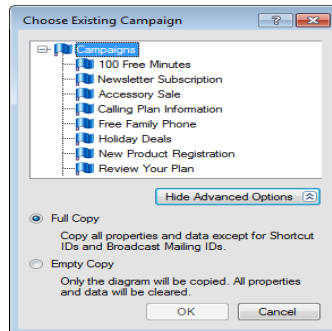 Choose Existing Campaign
Campaigns
100 Free Minutes
Newsletter Subscription
Accessory Sale
Calling Plan Information
Free Family Phone
Holiday Deals
New Product Registration
Review Your Plan
Hide Advanced Options
Full Copy
Copy all properties and data except for Shortcut
IDs and Broadcast Mailing IDs.
Empty Copy
Only the diagram will be copied. All properties
and data will be cleared.
OK Cancel